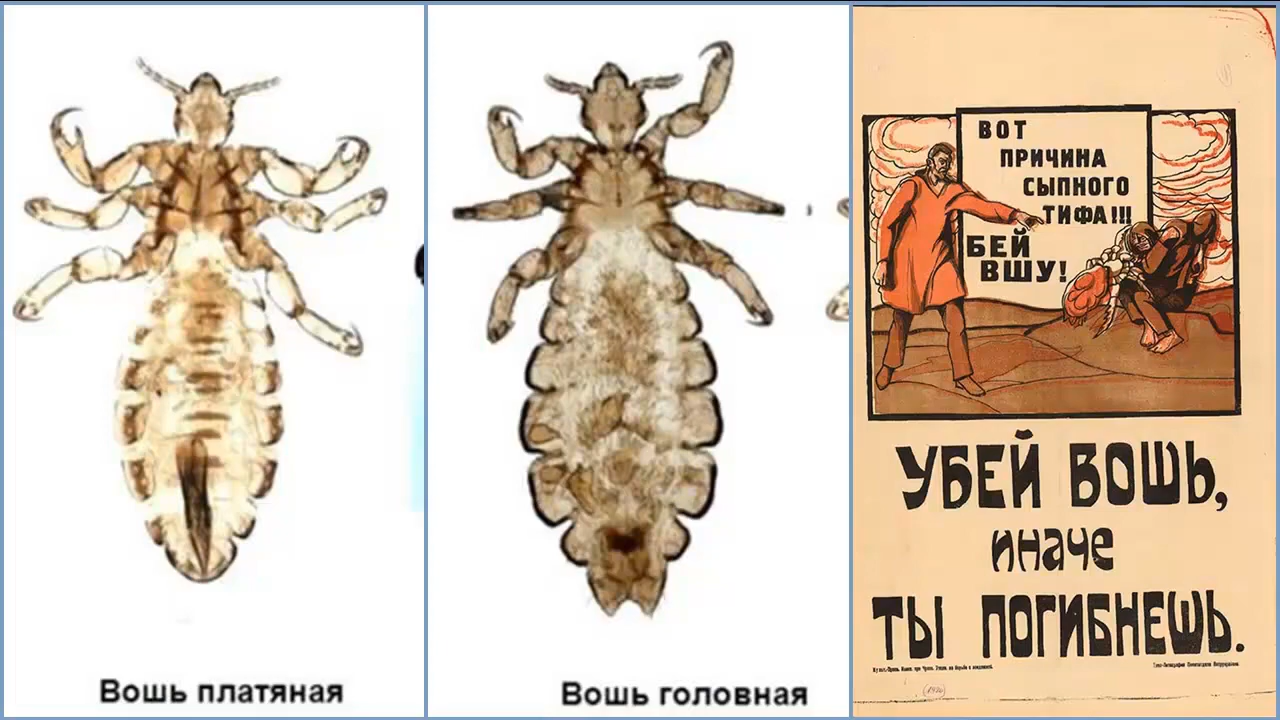 Вошь платяная
Вошь головная
ВОТ
ПРИЧИНА
СЫПНОГО
ТИФА!!!
БЕЙ
ВШУ!
УБЕЙ ВОШЬ,
иначе
ТЫ ПОГИБНЕШЬ.